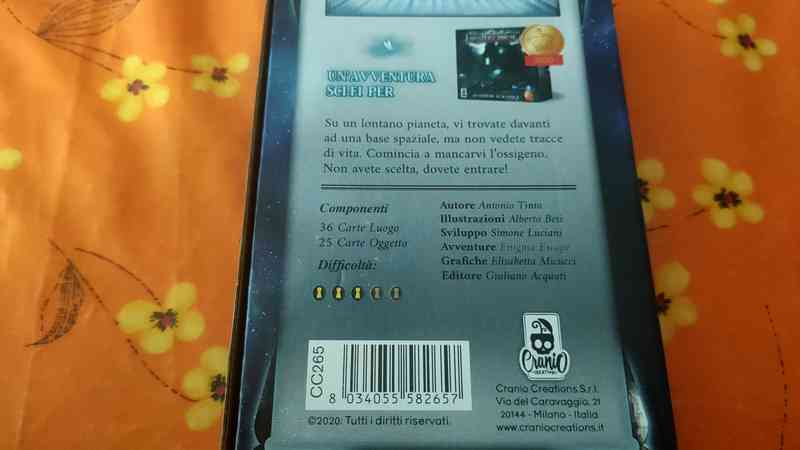 UN'AVVENTURA
SCI-FI PER
Su un lontano pianeta, vi trovate davanti
ad una base spaziale, ma non vedete tracce
di vita. Comincia a mancarvi l'ossigeno.
Non avete scelta, dovete entrare!
Componenti
36 Carte Luogo
25 Carte Oggetto
Difficoltà:
Autore Antonio Tinto
Illustrazioni Alberto Besi
Sviluppo Simone Luciani
Avventure Enigma Escape
Grafiche Elisabetta Micucci
Editore Giuliano Acquati
CC265
8 034055 582657
©2020. Tutti i diritti riservati.
Cranio
CREATIONS
Cranio Creations S.r.l.
Via del Caravaggio, 21
20144 - Milano - Italia
www.craniocreations.it